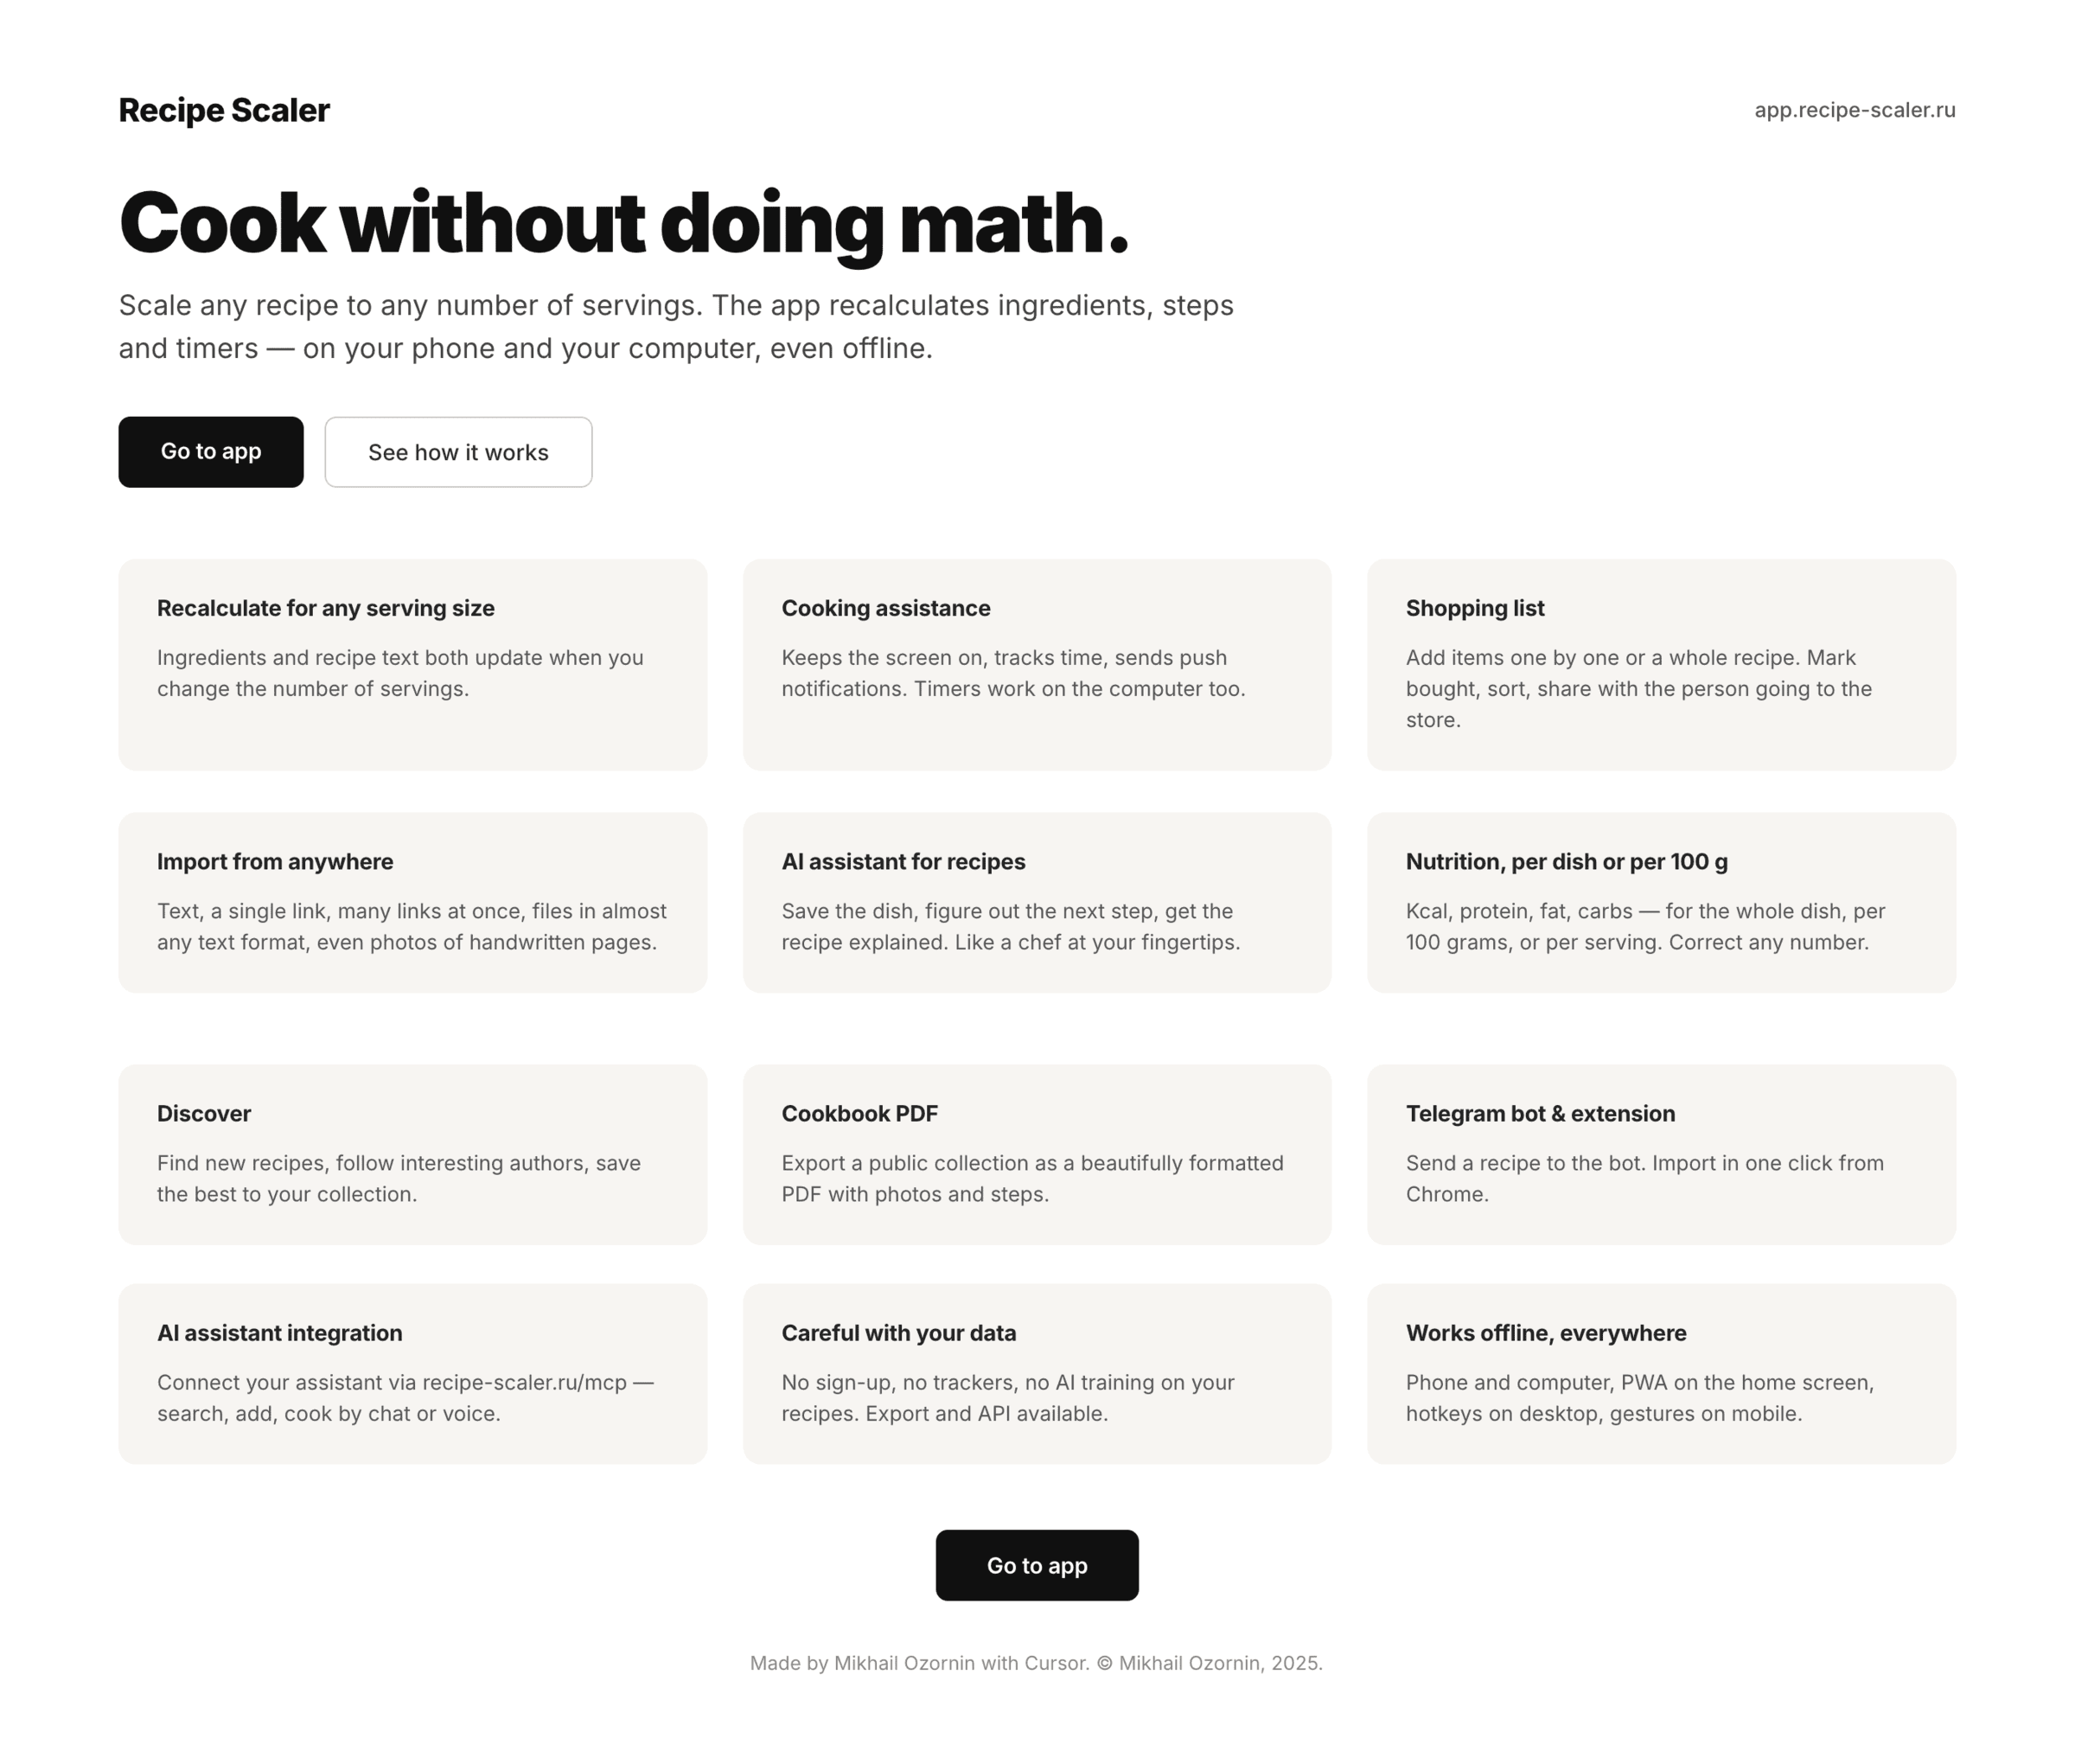 Recipe Scaler
app.recipe-scaler.ru
Cook without doing math.
Scale any recipe to any number of servings. The app recalculates ingredients, steps
and timers — on your phone and your computer, even offline.
Go to app
See how it works
Recalculate for any serving size
Ingredients and recipe text both update when you
change the number of servings.
Cooking assistance
Keeps the screen on, tracks time, sends push
notifications. Timers work on the computer too.
Shopping list
Add items one by one or a whole recipe. Mark
bought, sort, share with the person going to the
store.
Import from anywhere
Text, a single link, many links at once, files in almost
any text format, even photos of handwritten pages.
AI assistant for recipes
Save the dish, figure out the next step, get the
recipe explained. Like a chef at your fingertips.
Nutrition, per dish or per 100 g
Kcal, protein, fat, carbs — for the whole dish, per
100 grams, or per serving. Correct any number.
Discover
Find new recipes, follow interesting authors, save
the best to your collection.
Cookbook PDF
Export a public collection as a beautifully formatted
PDF with photos and steps.
Telegram bot & extension
Send a recipe to the bot. Import in one click from
Chrome.
AI assistant integration
Connect your assistant via recipe-scaler.ru/mcp —
search, add, cook by chat or voice.
Careful with your data
No sign-up, no trackers, no AI training on your
recipes. Export and API available.
Works offline, everywhere
Phone and computer, PWA on the home screen,
hotkeys on desktop, gestures on mobile.
Go to app
Made by Mikhail Ozornin with Cursor. © Mikhail Ozornin, 2025.